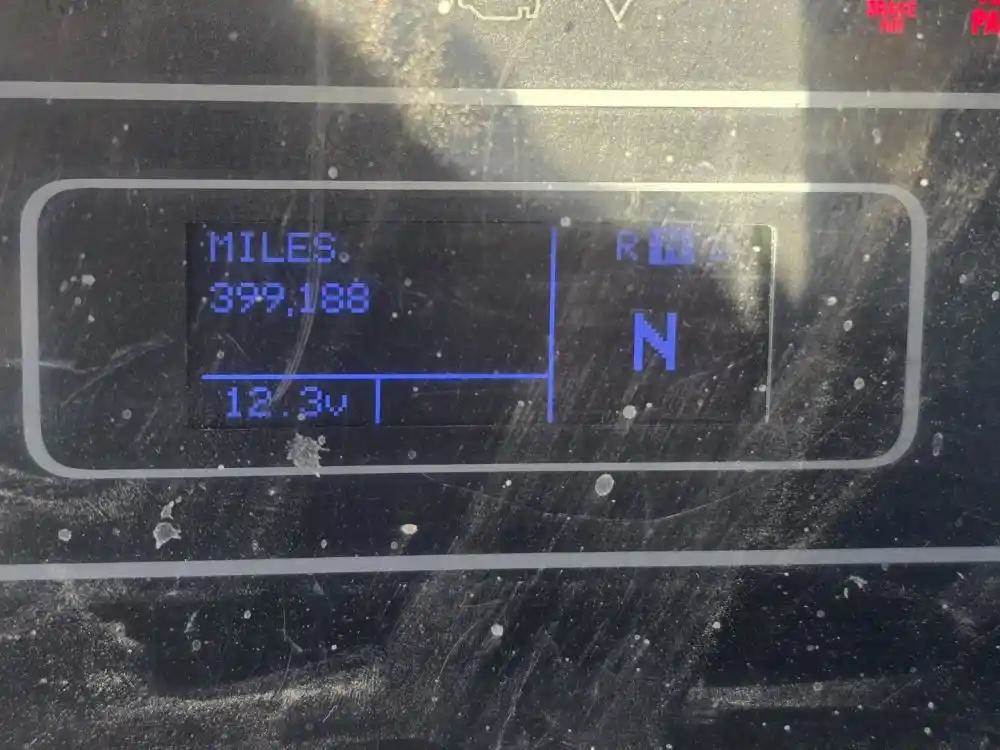 MILES
399,188
12.3v
R
N